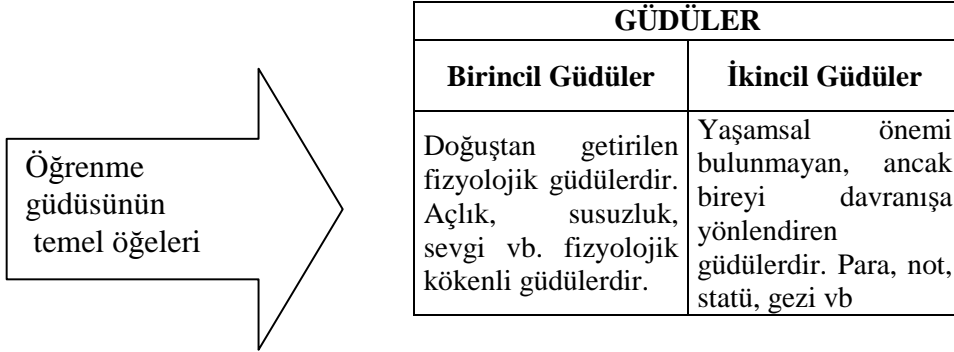 Öğrenme
güdüsünün
temel öğeleri
GÜDÜLER
Birincil Güdüler
İkincil Güdüler
Doğuştan getirilen
fizyolojik güdülerdir.
Açlık, susuzluk,
sevgi vb. fizyolojik
kökenli güdülerdir.
Yaşamsal önemi
bulunmayan, ancak
bireyi davranışa
yönlendiren
güdülerdir. Para, not,
statü, gezi vb